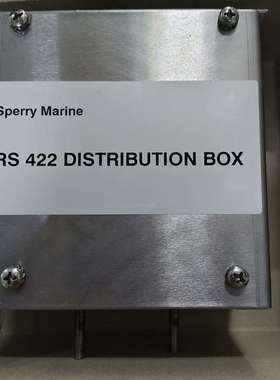 Sperry Marine
RS 422 DISTRIBUTION BOX